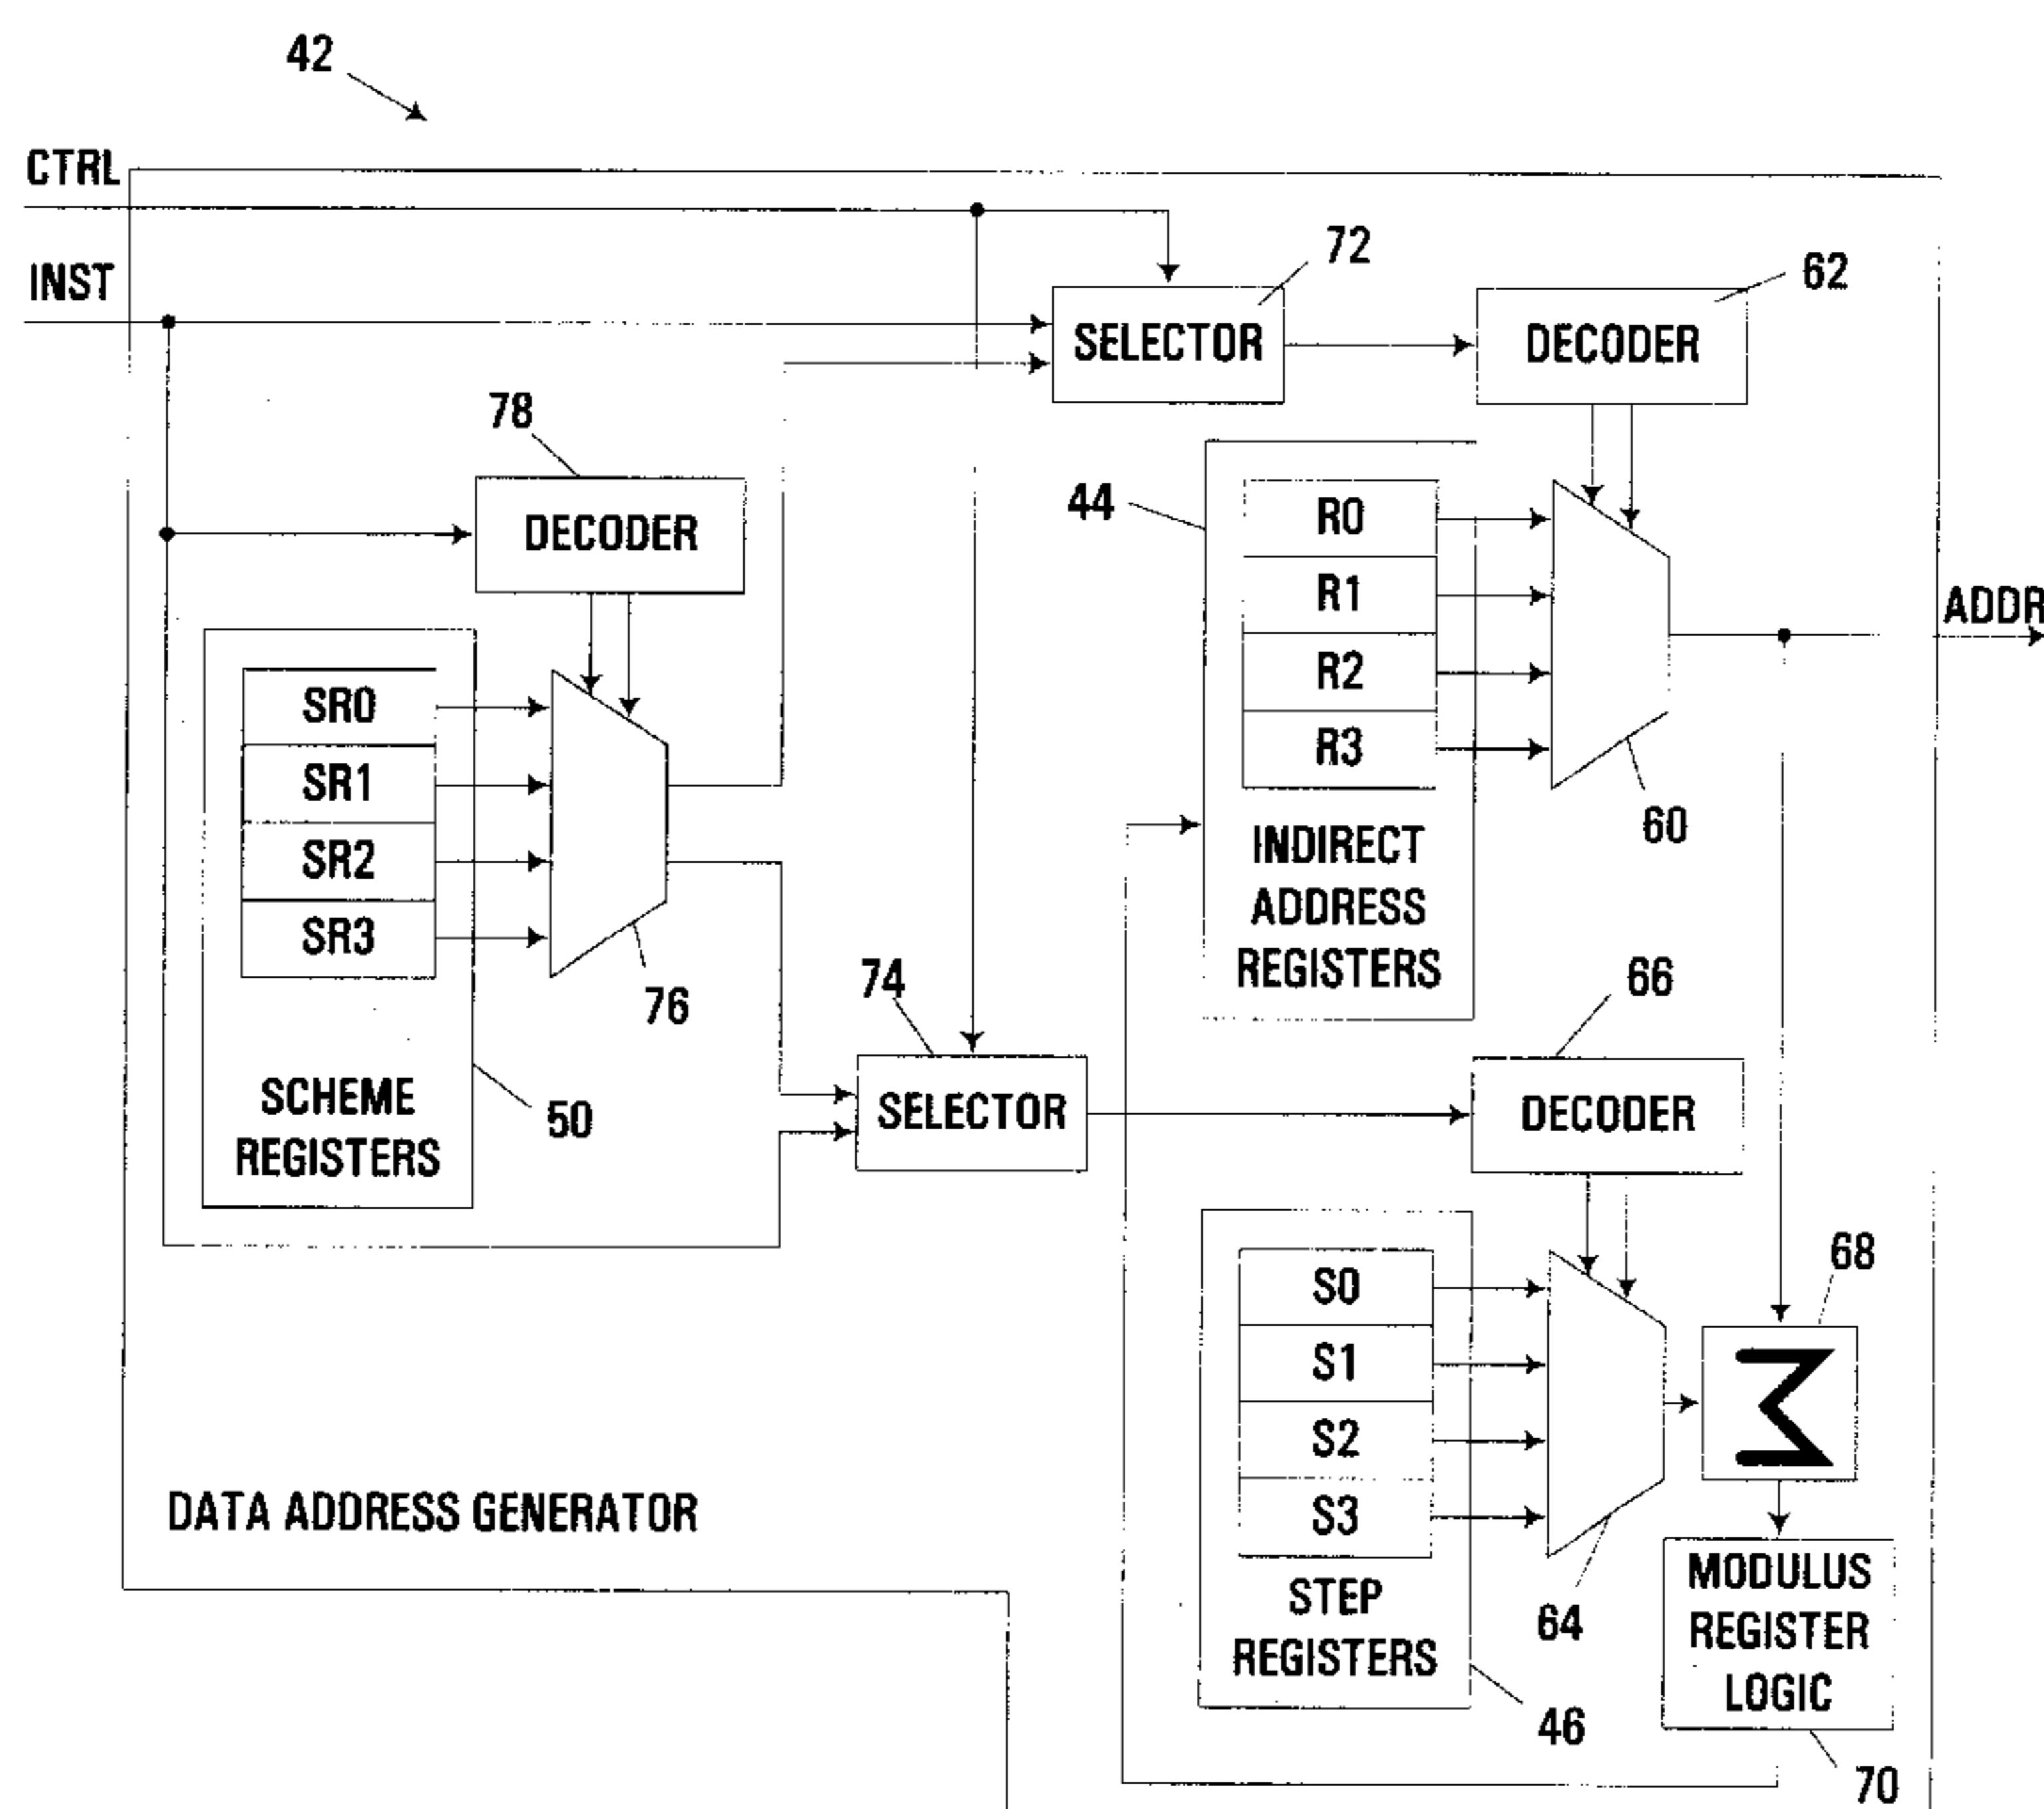 42
CTRL
INST
72
SELECTOR
62
DECODER
78
DECODER
44
R0
R1
R2
R3
INDIRECT
ADDRESS
REGISTERS
60
ADDR
SR0
SR1
SR2
SR3
SCHEME
REGISTERS
50
76
74
SELECTOR
66
DECODER
S0
S1
S2
S3
STEP
REGISTERS
46
64
68
Σ
MODULUS
REGISTER
LOGIC
70
DATA ADDRESS GENERATOR